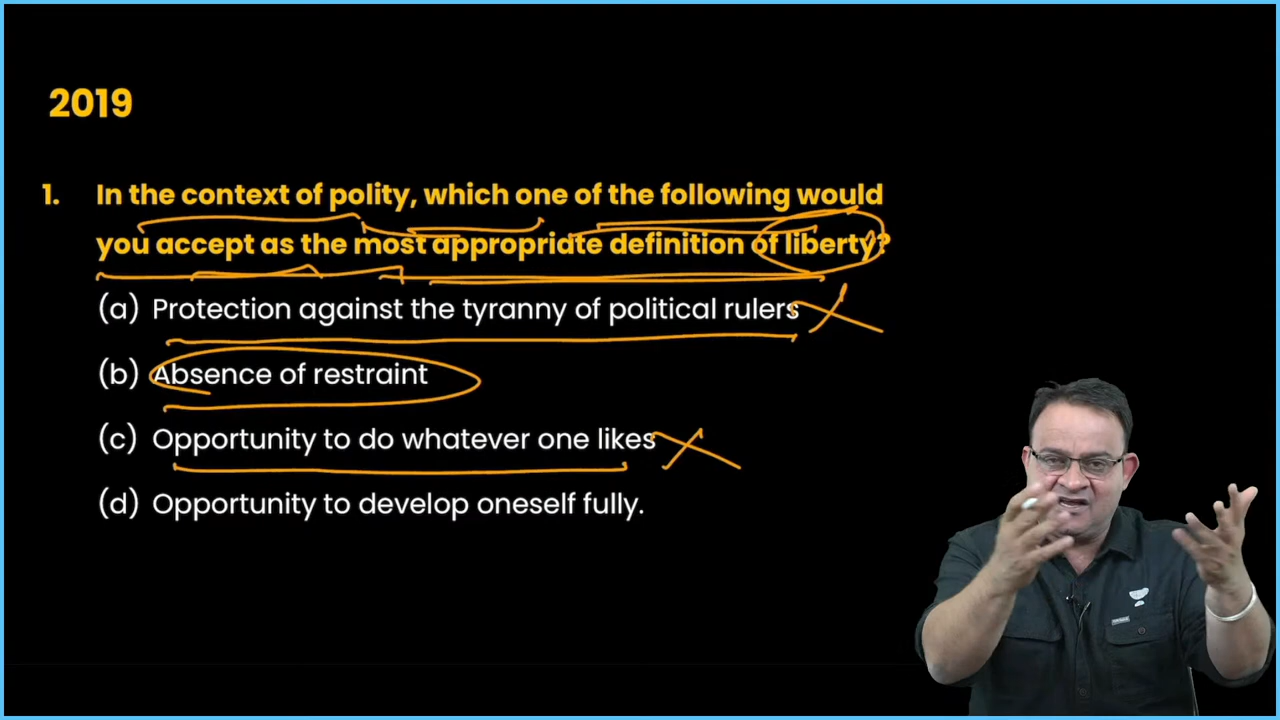 2019
1. In the context of polity, which one of the following would
you accept as the most appropriate definition of liberty?
(a) Protection against the tyranny of political rulers
(b) Absence of restraint
(c) Opportunity to do whatever one likes
(d) Opportunity to develop oneself fully.